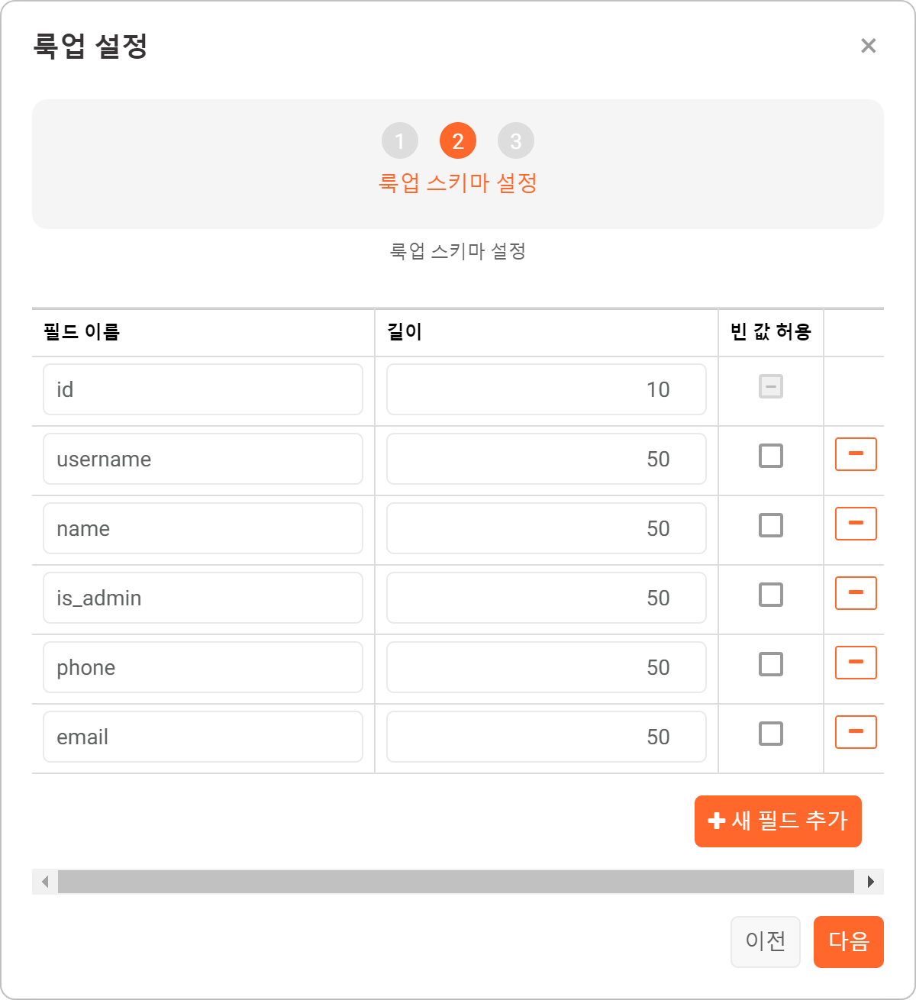 룩업 설정
1 2 3
룩업 스키마 설정
룩업 스키마 설정
필드 이름 길이 빈 값 허용
id 10
username 50
name 50
is_admin 50
phone 50
email 50
새 필드 추가
이전 다음